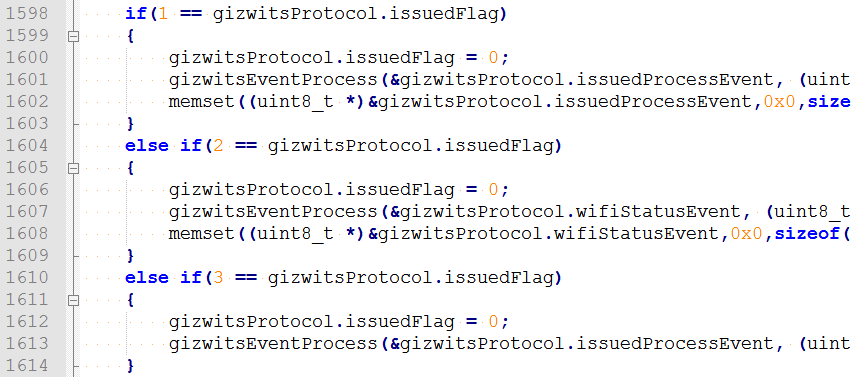 1598 if(1 == gizwitsProtocol.issuedFlag)
1599 {
1600 gizwitsProtocol.issuedFlag = 0;
1601 gizwitsEventProcess(&gizwitsProtocol.issuedProcessEvent, (uint
1602 memset((uint8_t *)&gizwitsProtocol.issuedProcessEvent,0x0,size
1603 }
1604 else if(2 == gizwitsProtocol.issuedFlag)
1605 {
1606 gizwitsProtocol.issuedFlag = 0;
1607 gizwitsEventProcess(&gizwitsProtocol.wifiStatusEvent, (uint8_t
1608 memset((uint8_t *)&gizwitsProtocol.wifiStatusEvent,0x0,sizeof(
1609 }
1610 else if(3 == gizwitsProtocol.issuedFlag)
1611 {
1612 gizwitsProtocol.issuedFlag = 0;
1613 gizwitsEventProcess(&gizwitsProtocol.issuedProcessEvent, (uint
1614 }